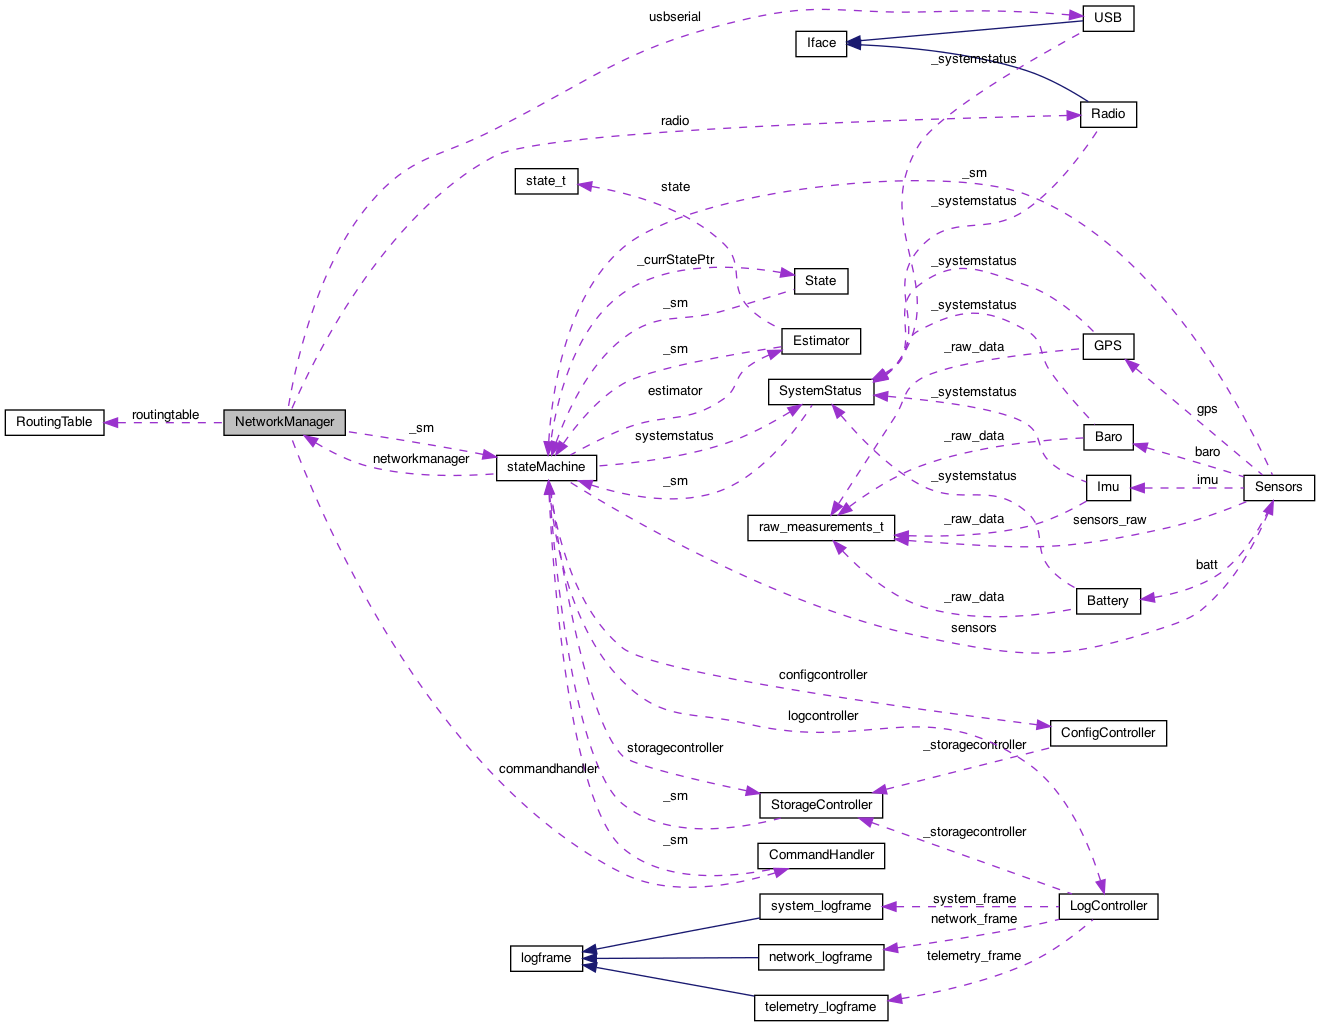 usbserial
USB
Iface
_systemstatus
Radio
radio
_sm
state_t
state
_systemstatus
_currStatePtr
_systemstatus
State
_sm
_systemstatus
Estimator
_sm
_raw_data
GPS
estimator
SystemStatus
_systemstatus
gps
RoutingTable
routingtable
NetworkManager
_sm
systemstatus
_raw_data
Baro
baro
networkmanager
stateMachine
_sm
_systemstatus
Imu
imu
Sensors
raw_measurements_t
_raw_data
sensors_raw
batt
_raw_data
Battery
sensors
configcontroller
logcontroller
ConfigController
storagecontroller
_storagecontroller
commandhandler
_sm
StorageController
_sm
_storagecontroller
CommandHandler
system_logframe
system_frame
LogController
network_frame
logframe
network_logframe
telemetry_frame
telemetry_logframe